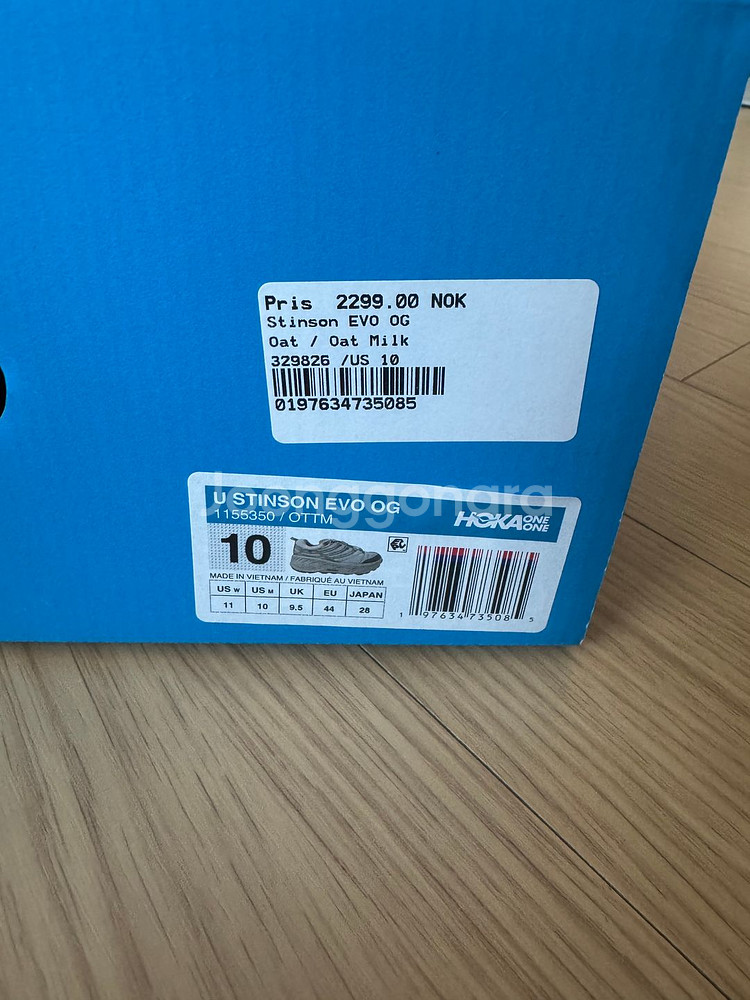 Pris 2299.00 NOK
Stinson EVO OG
Oat / Oat Milk
329826 /US 10
0197634735085
joonggonara
U STINSON EVO OG
1155350 / OTTM
HOKA ONE ONE
10
MADE IN VIETNAM / FABRIQUÉ AU VIETNAM
US W US M UK EU JAPAN
11 10 9.5 44 28
1 97634 73508 5